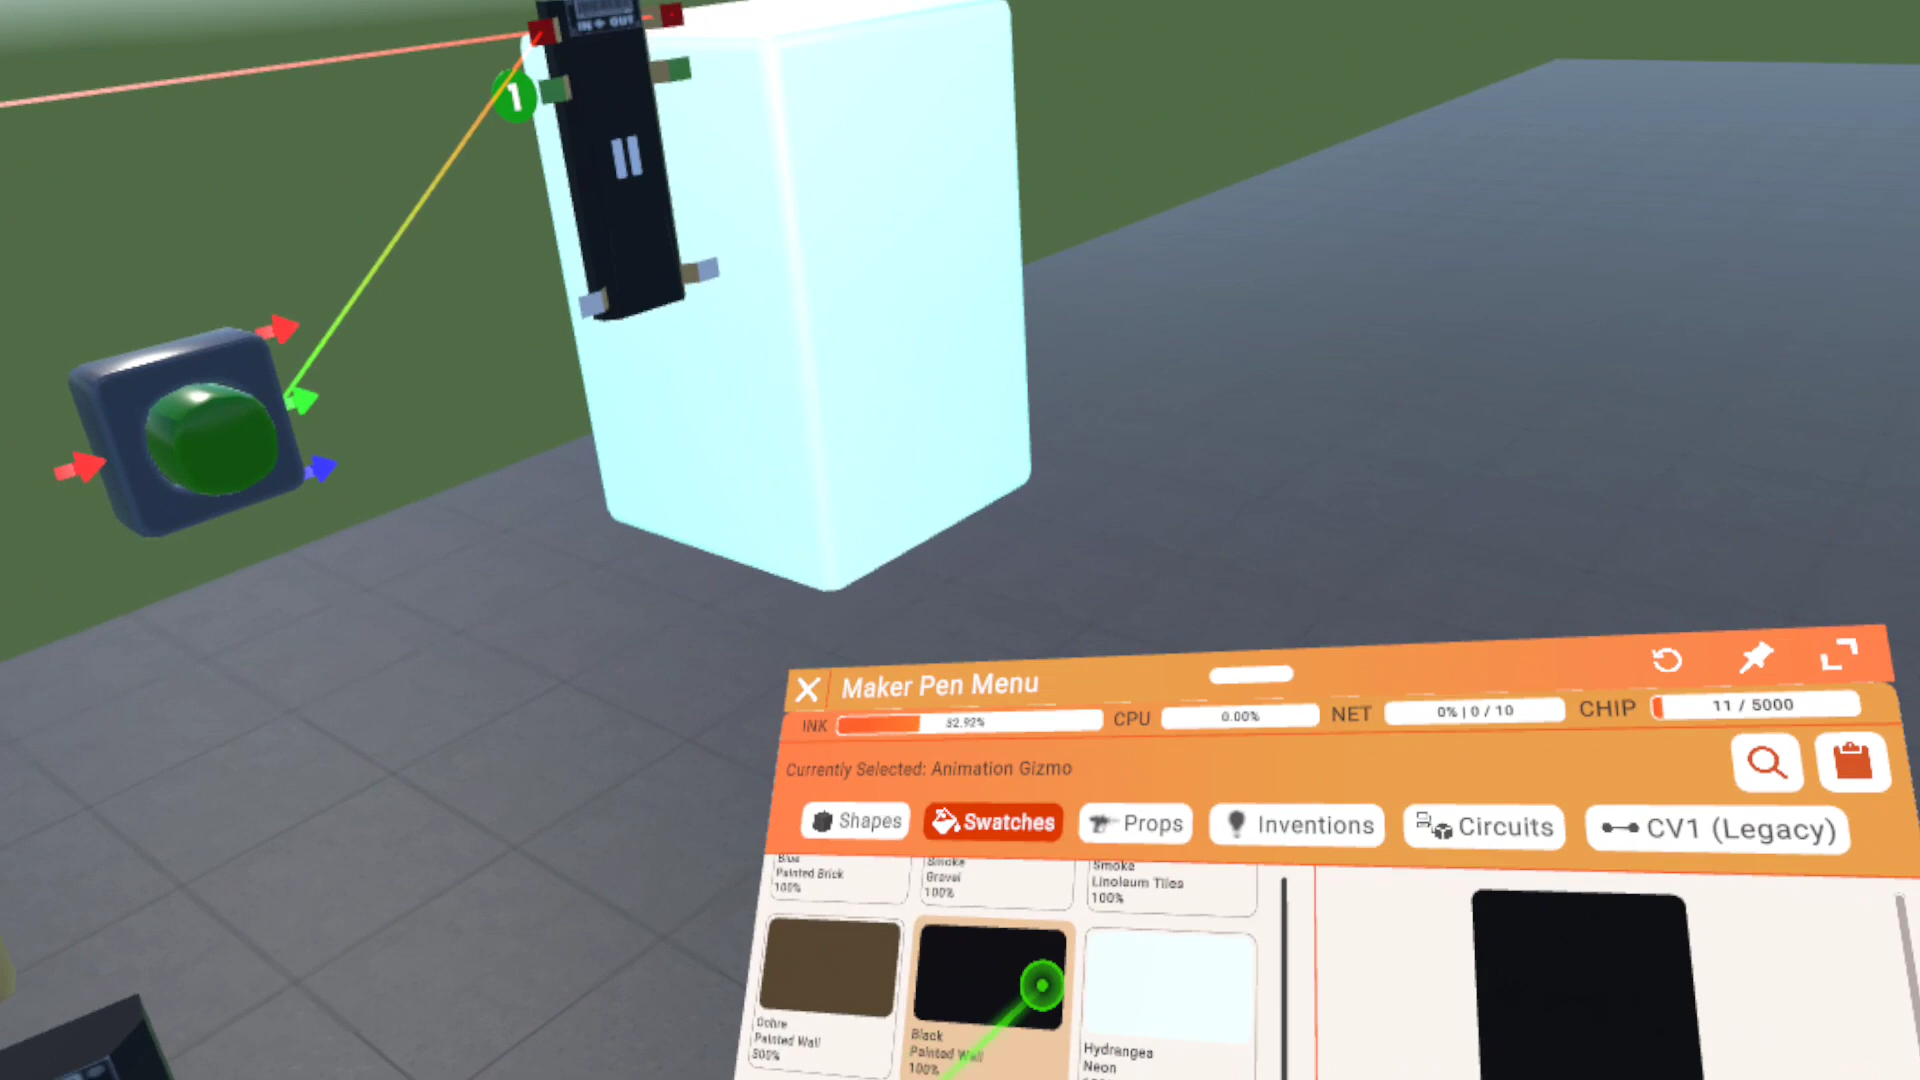 IN OUT
1
Maker Pen Menu
INK 32.92% CPU 0.00% NET 0% | 0 / 10 CHIP 11 / 5000
Currently Selected: Animation Gizmo
Shapes Swatches Props Inventions Circuits CV1 (Legacy)
Blue
Painted Brick
100%
Smoke
Gravel
100%
Smoke
Linoleum Tiles
100%
Ochre
Painted Wall
Black
Painted Wall
100%
Hydrangea
Neon